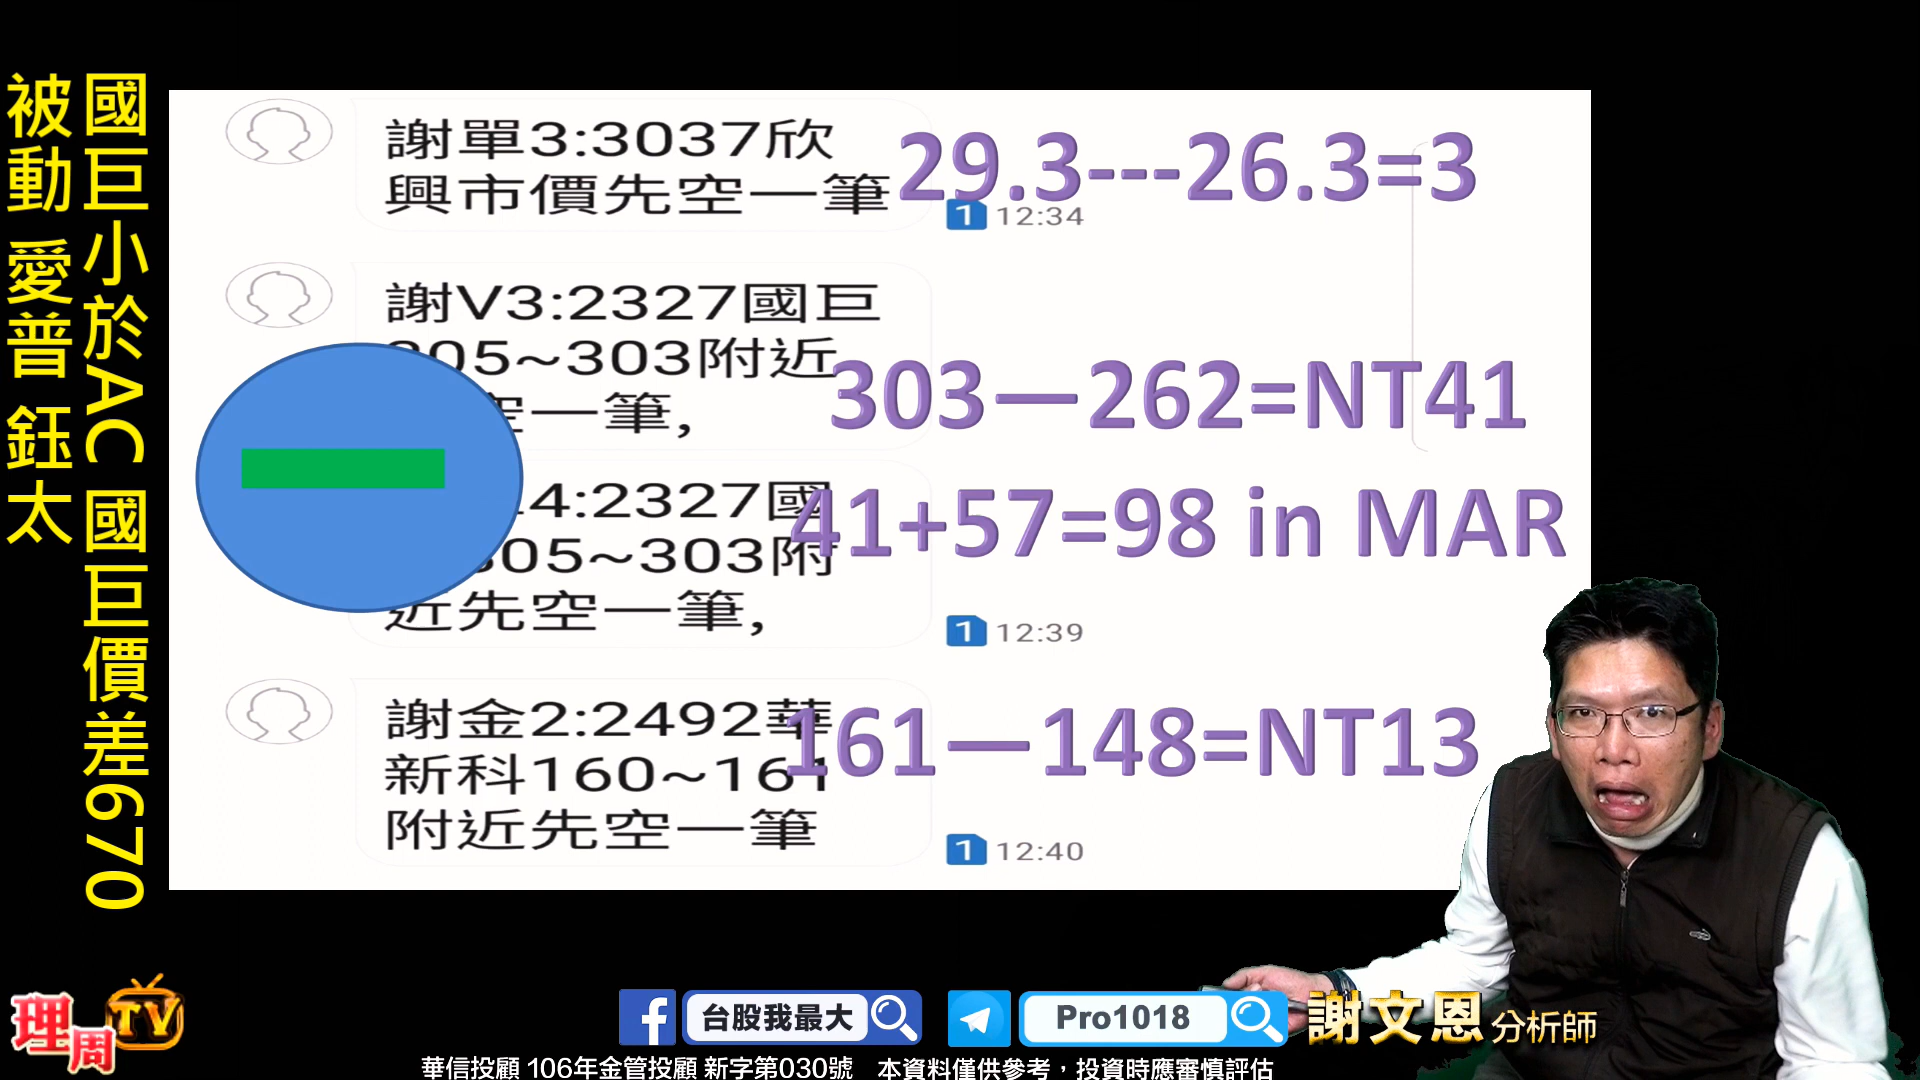 國巨小於AC 國巨價差670
被動 愛普 鈺太
謝單3:3037欣
興市價先空一筆
29.3---26.3=3
1 12:34
謝V3:2327國巨
305~303附近
空一筆,
303—262=NT41
4:2327國
305~303附
近先空一筆,
41+57=98 in MAR
1 12:39
謝金2:2492華
新科160~161
附近先空一筆
161—148=NT13
1 12:40
理周TV
f 台股我最大
Pro1018
謝文恩 分析師
華信投顧 106年金管投顧 新字第030號 本資料僅供參考，投資時應審慎評估